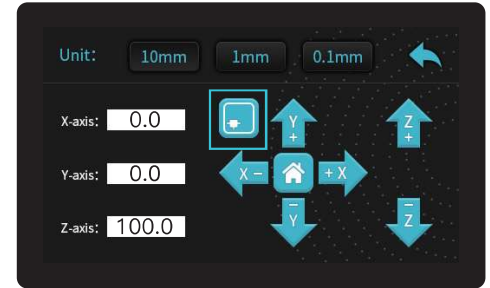 Unit: 10mm 1mm 0.1mm
X-axis: 0.0
Y+
Z+
Y-axis: 0.0
X- +X
Z-axis: 100.0
-Y
-Z